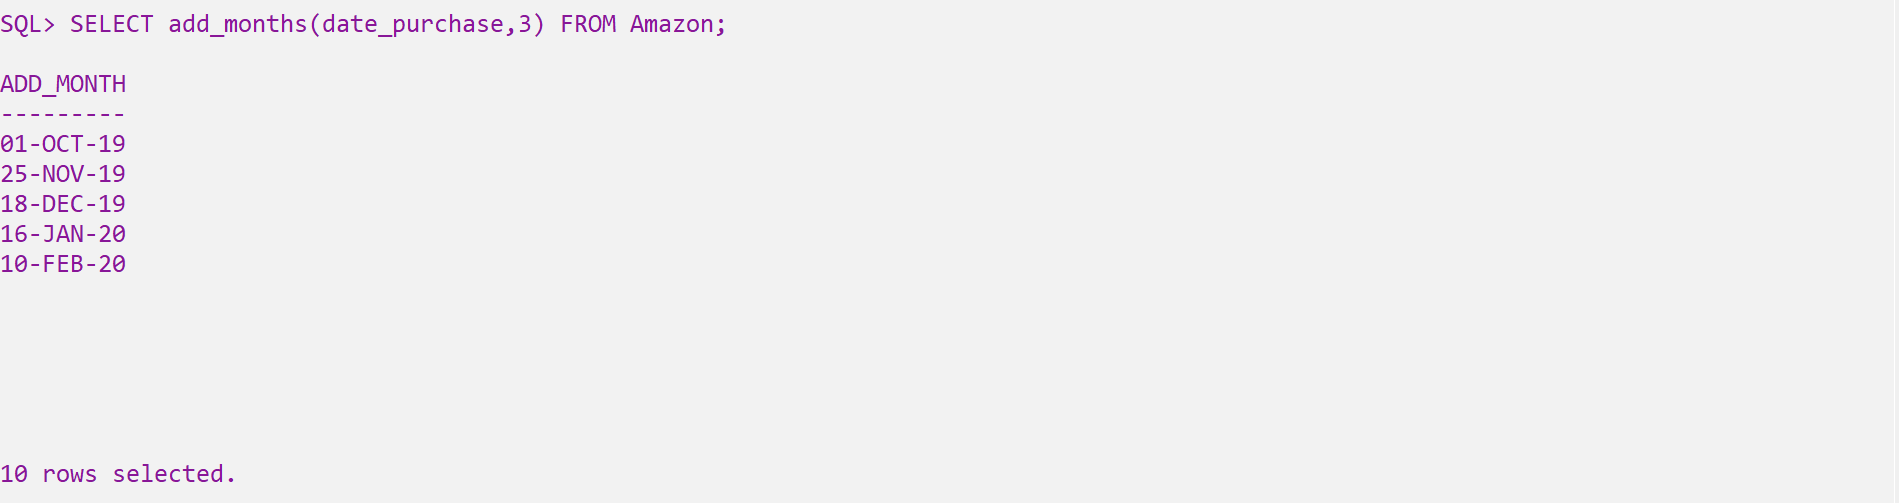 SQL> SELECT add_months(date_purchase,3) FROM Amazon;
ADD_MONTH
---------
01-OCT-19
25-NOV-19
18-DEC-19
16-JAN-20
10-FEB-20
10 rows selected.